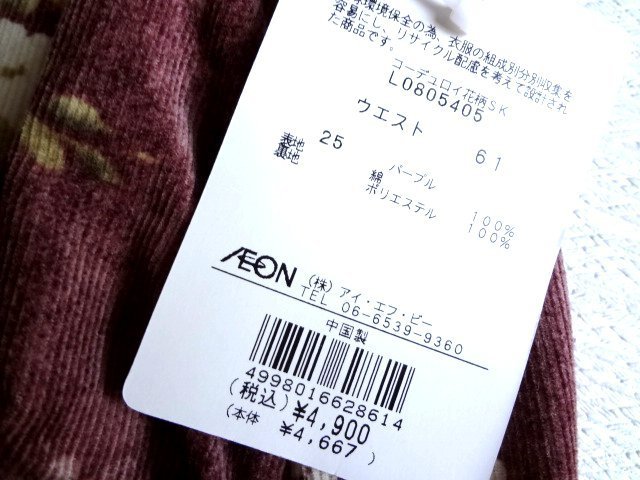 環境保全の為、衣服の組成別分別収集を
容易にし、リサイクル配慮を考えて設計され
た商品です。
コーデュロイ花柄SK
L0805405
ウエスト 61
25 パープル
表地 綿 100%
裏地 ポリエステル 100%
ÆON (株)アイ・エフ・ピー
TEL 06-6539-9360
中国製
4998016628614
(税込) ¥4,900
(本体 ¥4,667 )